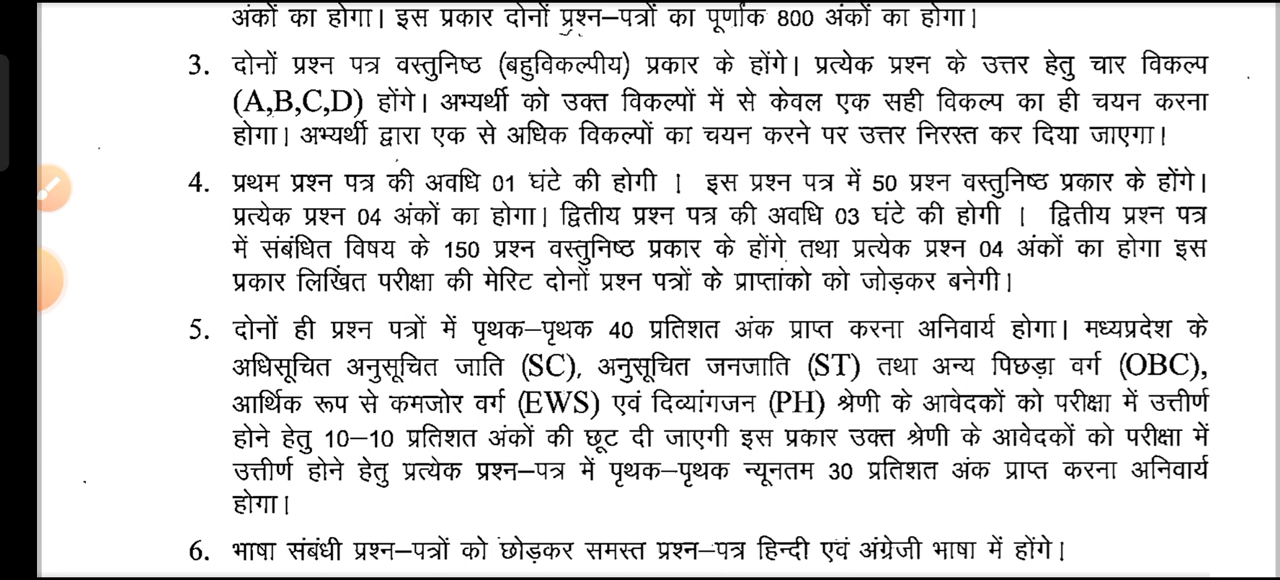 अंकों का होगा। इस प्रकार दोनों प्रश्न–पत्रों का पूर्णांक 800 अंकों का होगा।
3. दोनों प्रश्न पत्र वस्तुनिष्ठ (बहुविकल्पीय) प्रकार के होंगे। प्रत्येक प्रश्न के उत्तर हेतु चार विकल्प
(A,B,C,D) होंगे। अभ्यर्थी को उक्त विकल्पों में से केवल एक सही विकल्प का ही चयन करना
होगा। अभ्यर्थी द्वारा एक से अधिक विकल्पों का चयन करने पर उत्तर निरस्त कर दिया जाएगा।
4. प्रथम प्रश्न पत्र की अवधि 01 घंटे की होगी । इस प्रश्न पत्र में 50 प्रश्न वस्तुनिष्ठ प्रकार के होंगे।
प्रत्येक प्रश्न 04 अंकों का होगा। द्वितीय प्रश्न पत्र की अवधि 03 घंटे की होगी । द्वितीय प्रश्न पत्र
में संबंधित विषय के 150 प्रश्न वस्तुनिष्ठ प्रकार के होंगे तथा प्रत्येक प्रश्न 04 अंकों का होगा इस
प्रकार लिखित परीक्षा की मेरिट दोनों प्रश्न पत्रों के प्राप्तांको को जोड़कर बनेगी।
5. दोनों ही प्रश्न पत्रों में पृथक–पृथक 40 प्रतिशत अंक प्राप्त करना अनिवार्य होगा। मध्यप्रदेश के
अधिसूचित अनुसूचित जाति (SC), अनुसूचित जनजाति (ST) तथा अन्य पिछड़ा वर्ग (OBC),
आर्थिक रूप से कमजोर वर्ग (EWS) एवं दिव्यांगजन (PH) श्रेणी के आवेदकों को परीक्षा में उत्तीर्ण
होने हेतु 10–10 प्रतिशत अंकों की छूट दी जाएगी इस प्रकार उक्त श्रेणी के आवेदकों को परीक्षा में
उत्तीर्ण होने हेतु प्रत्येक प्रश्न–पत्र में पृथक–पृथक न्यूनतम 30 प्रतिशत अंक प्राप्त करना अनिवार्य
होगा।
6. भाषा संबंधी प्रश्न–पत्रों को छोड़कर समस्त प्रश्न–पत्र हिन्दी एवं अंग्रेजी भाषा में होंगे।